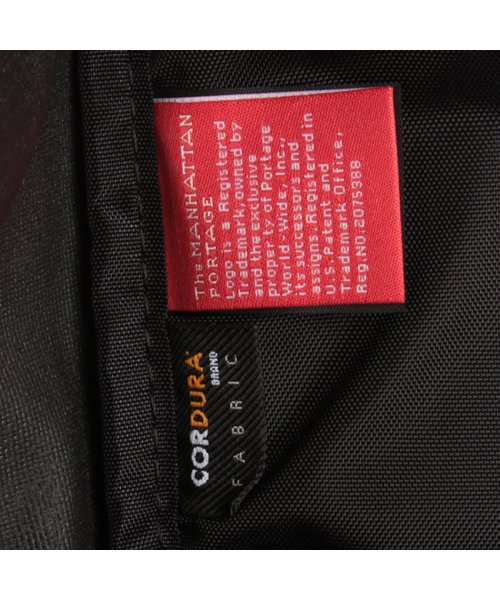 The MANHATTAN
PORTAGE
Logo is a Registered
Trademark owned by
and the exclusive
property of Portage
World-Wide, Inc.,
its successors and
assigns. Registered in
U.S. Patent and
Trademark Office,
Reg.NO.2075388
CORDURA®
BRAND
FABRIC